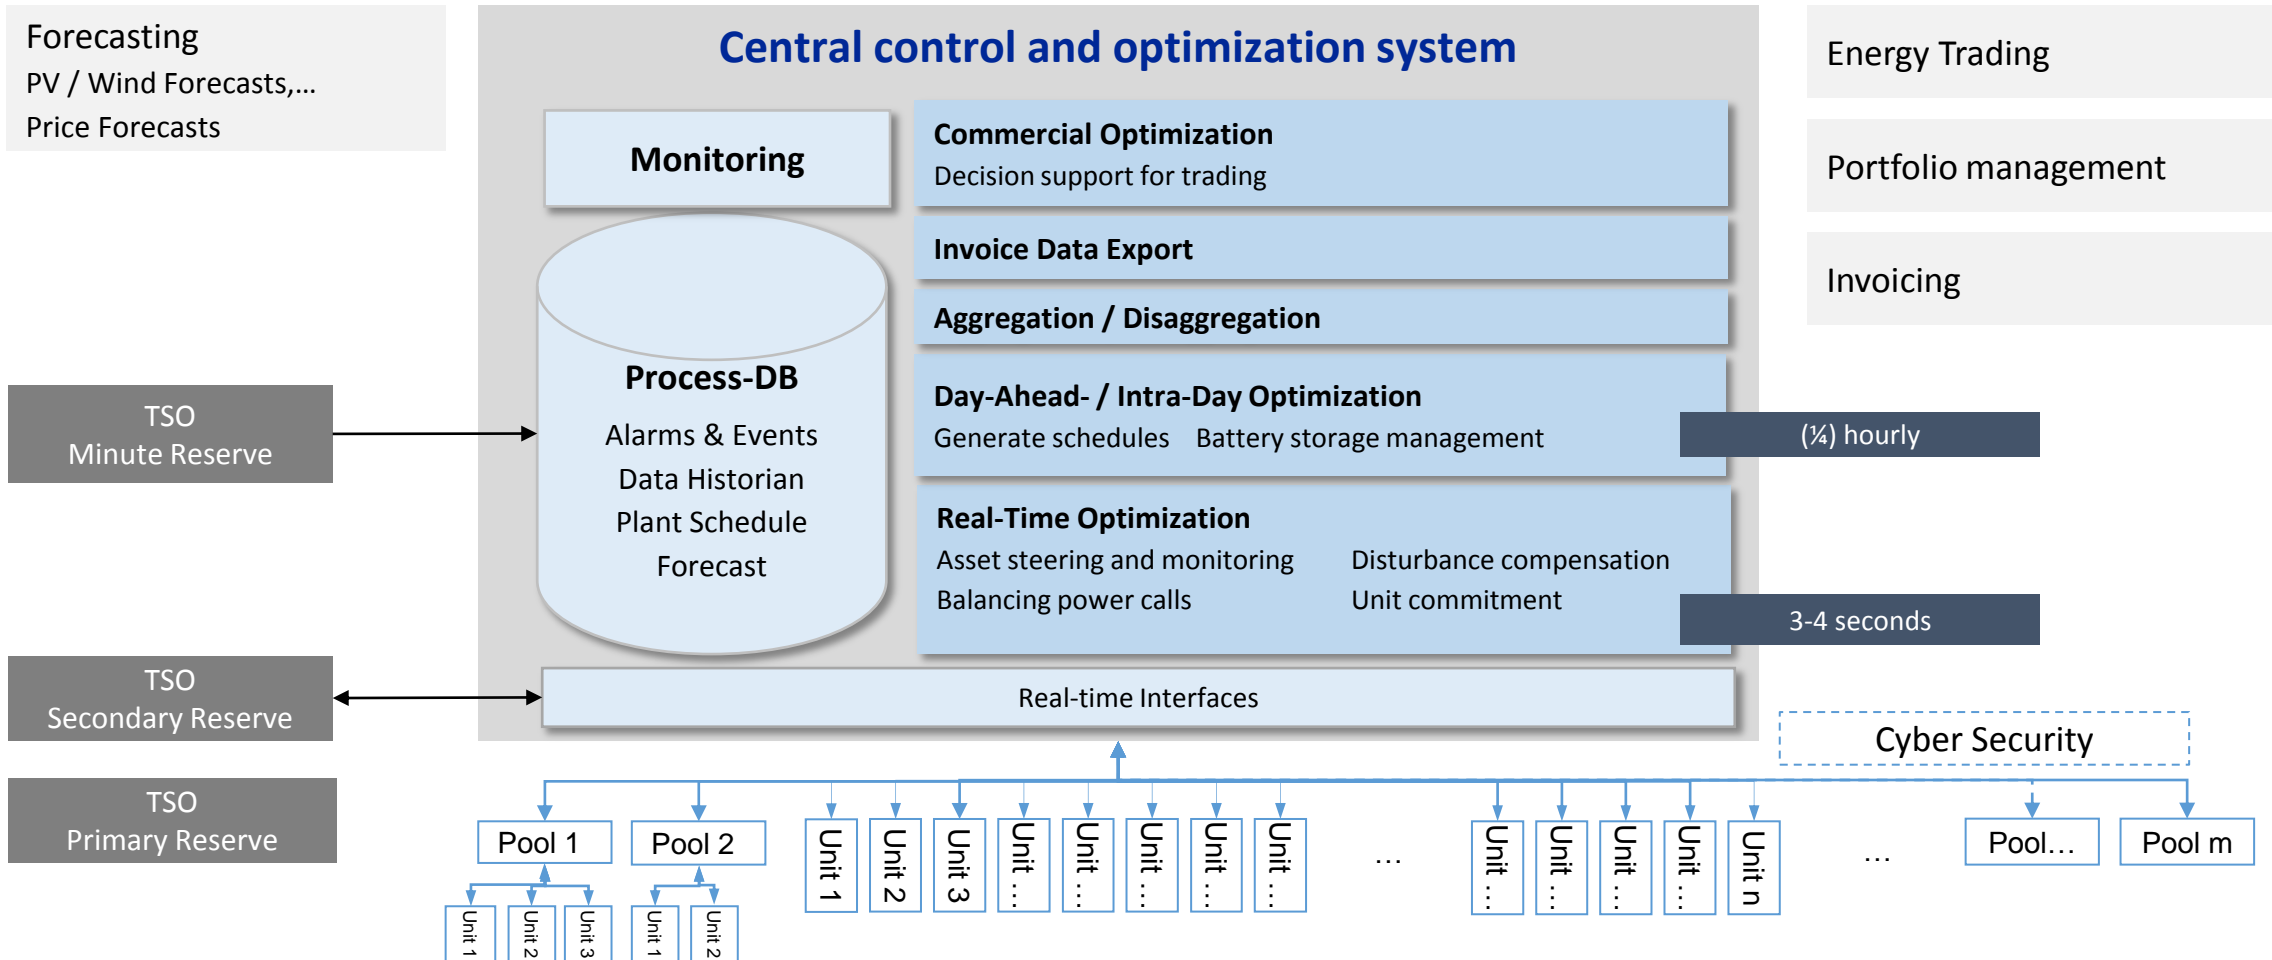 Forecasting
PV / Wind Forecasts,...
Price Forecasts
Central control and optimization system
Energy Trading
Portfolio management
Invoicing
Monitoring
Commercial Optimization
Decision support for trading
Invoice Data Export
Aggregation / Disaggregation
Process-DB
Alarms & Events
Data Historian
Plant Schedule
Forecast
Day-Ahead- / Intra-Day Optimization
Generate schedules Battery storage management
(¼) hourly
Real-Time Optimization
Asset steering and monitoring Disturbance compensation
Balancing power calls Unit commitment
3-4 seconds
TSO
Minute Reserve
TSO
Secondary Reserve
Real-time Interfaces
Cyber Security
TSO
Primary Reserve
Pool 1
Pool 2
Unit 1
Unit 2
Unit 3
Unit ...
Unit ...
Unit ...
Unit ...
Unit ...
...
Unit ...
Unit ...
Unit ...
Unit ...
Unit n
...
Pool...
Pool m
Unit 1
Unit 2
Unit 3
Unit 1
Unit 2